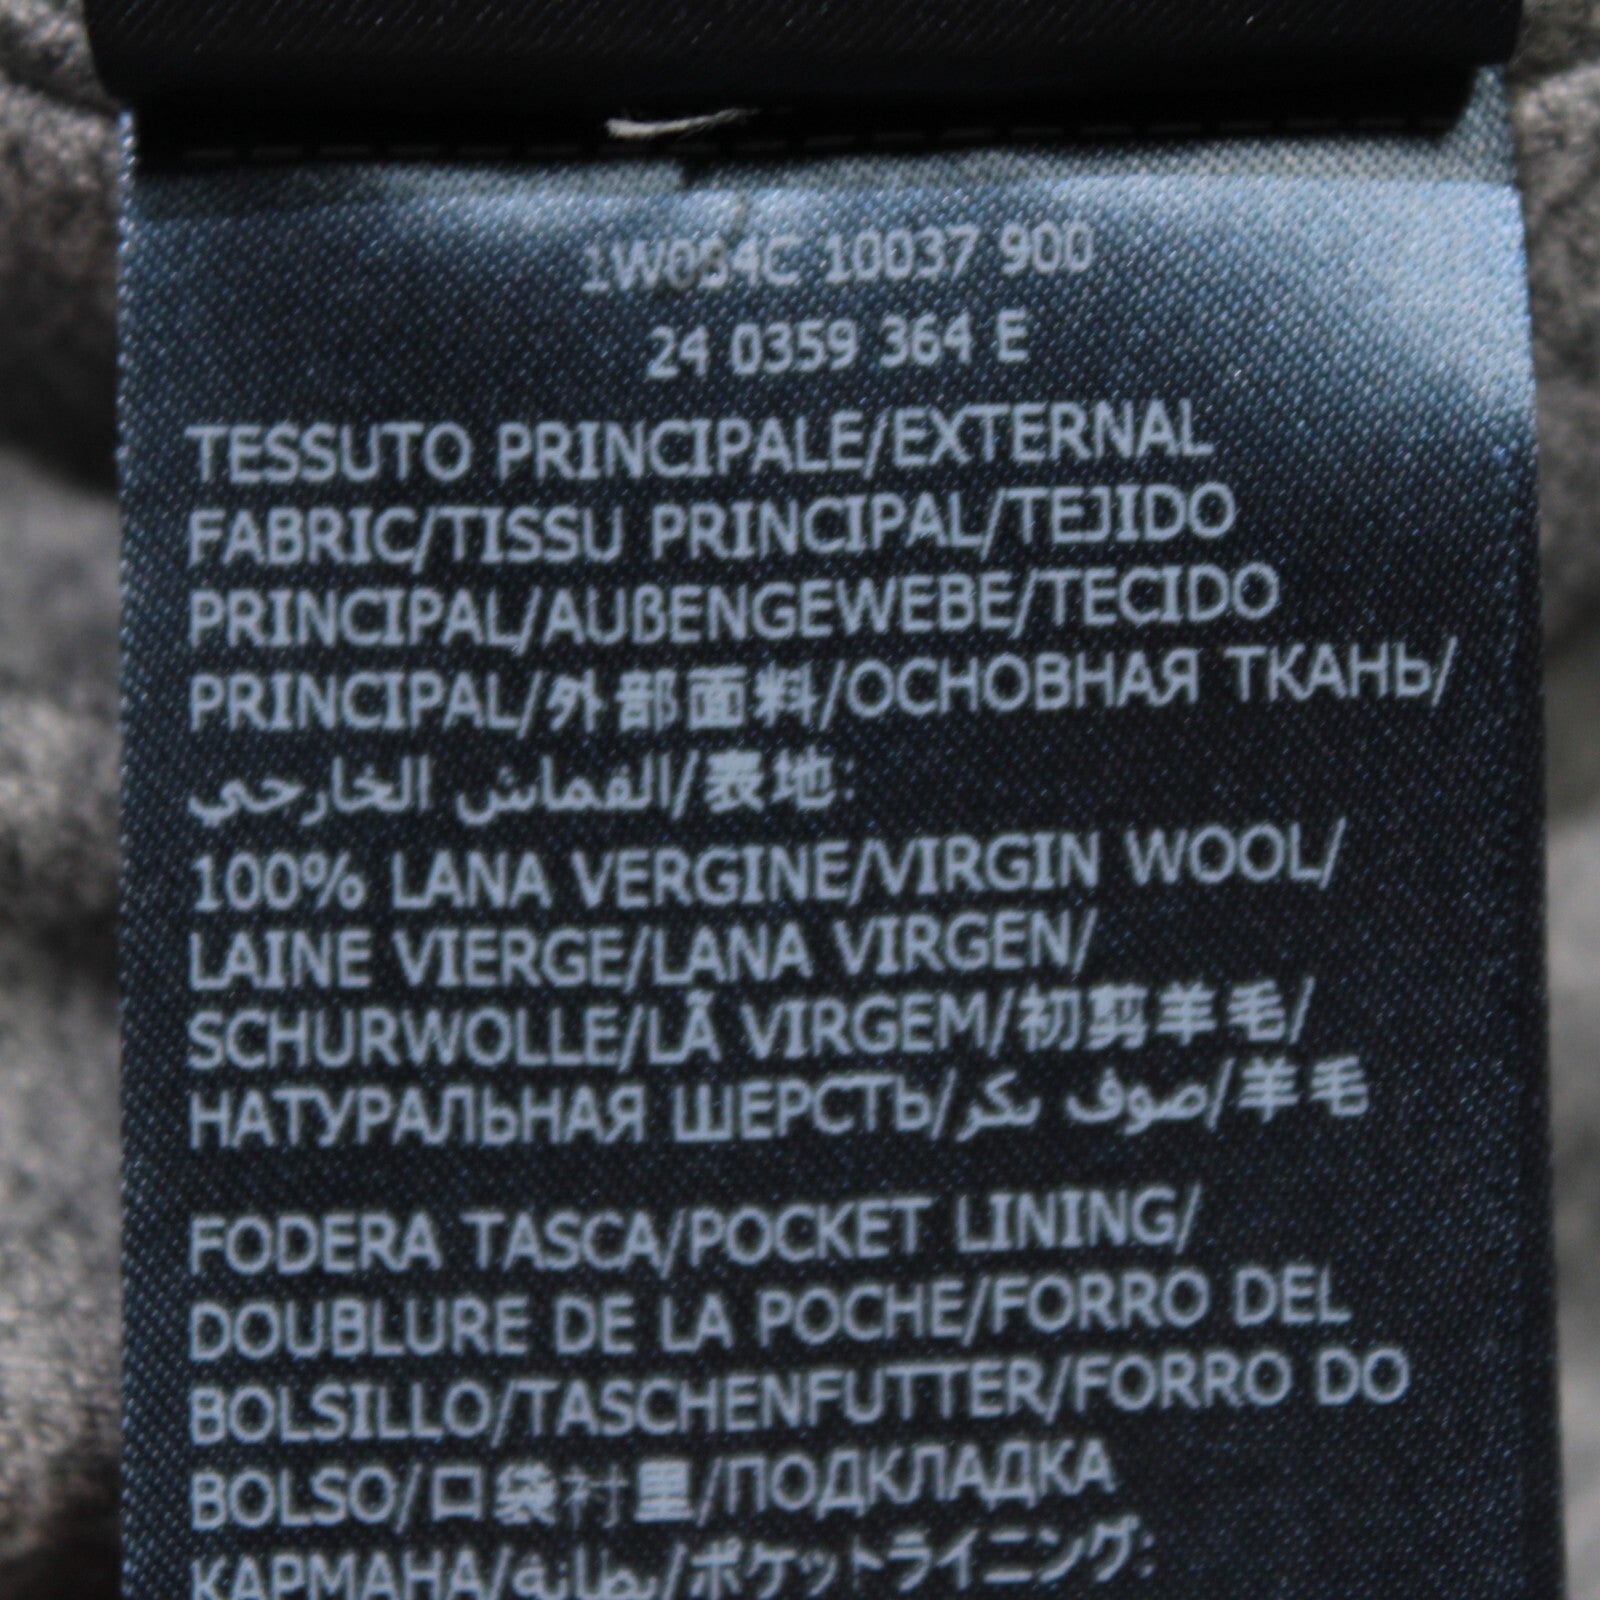 1W064C 10037 900
24 0359 364 E
TESSUTO PRINCIPALE/EXTERNAL
FABRIC/TISSU PRINCIPAL/TEJIDO
PRINCIPAL/AUßENGEWEBE/TECIDO
PRINCIPAL/外部面料/ОСНОВНАЯ ТКАНЬ/
القماش الخارجي/表地:
100% LANA VERGINE/VIRGIN WOOL/
LAINE VIERGE/LANA VIRGEN/
SCHURWOLLE/LÃ VIRGEM/初剪羊毛/
НАТУРАЛЬНАЯ ШЕРСТЬ/صوف بكر/羊毛
FODERA TASCA/POCKET LINING/
DOUBLURE DE LA POCHE/FORRO DEL
BOLSILLO/TASCHENFUTTER/FORRO DO
BOLSO/口袋衬里/ПОДКЛАДКА
КАРМАНА/بطانة/ポケットライニング: